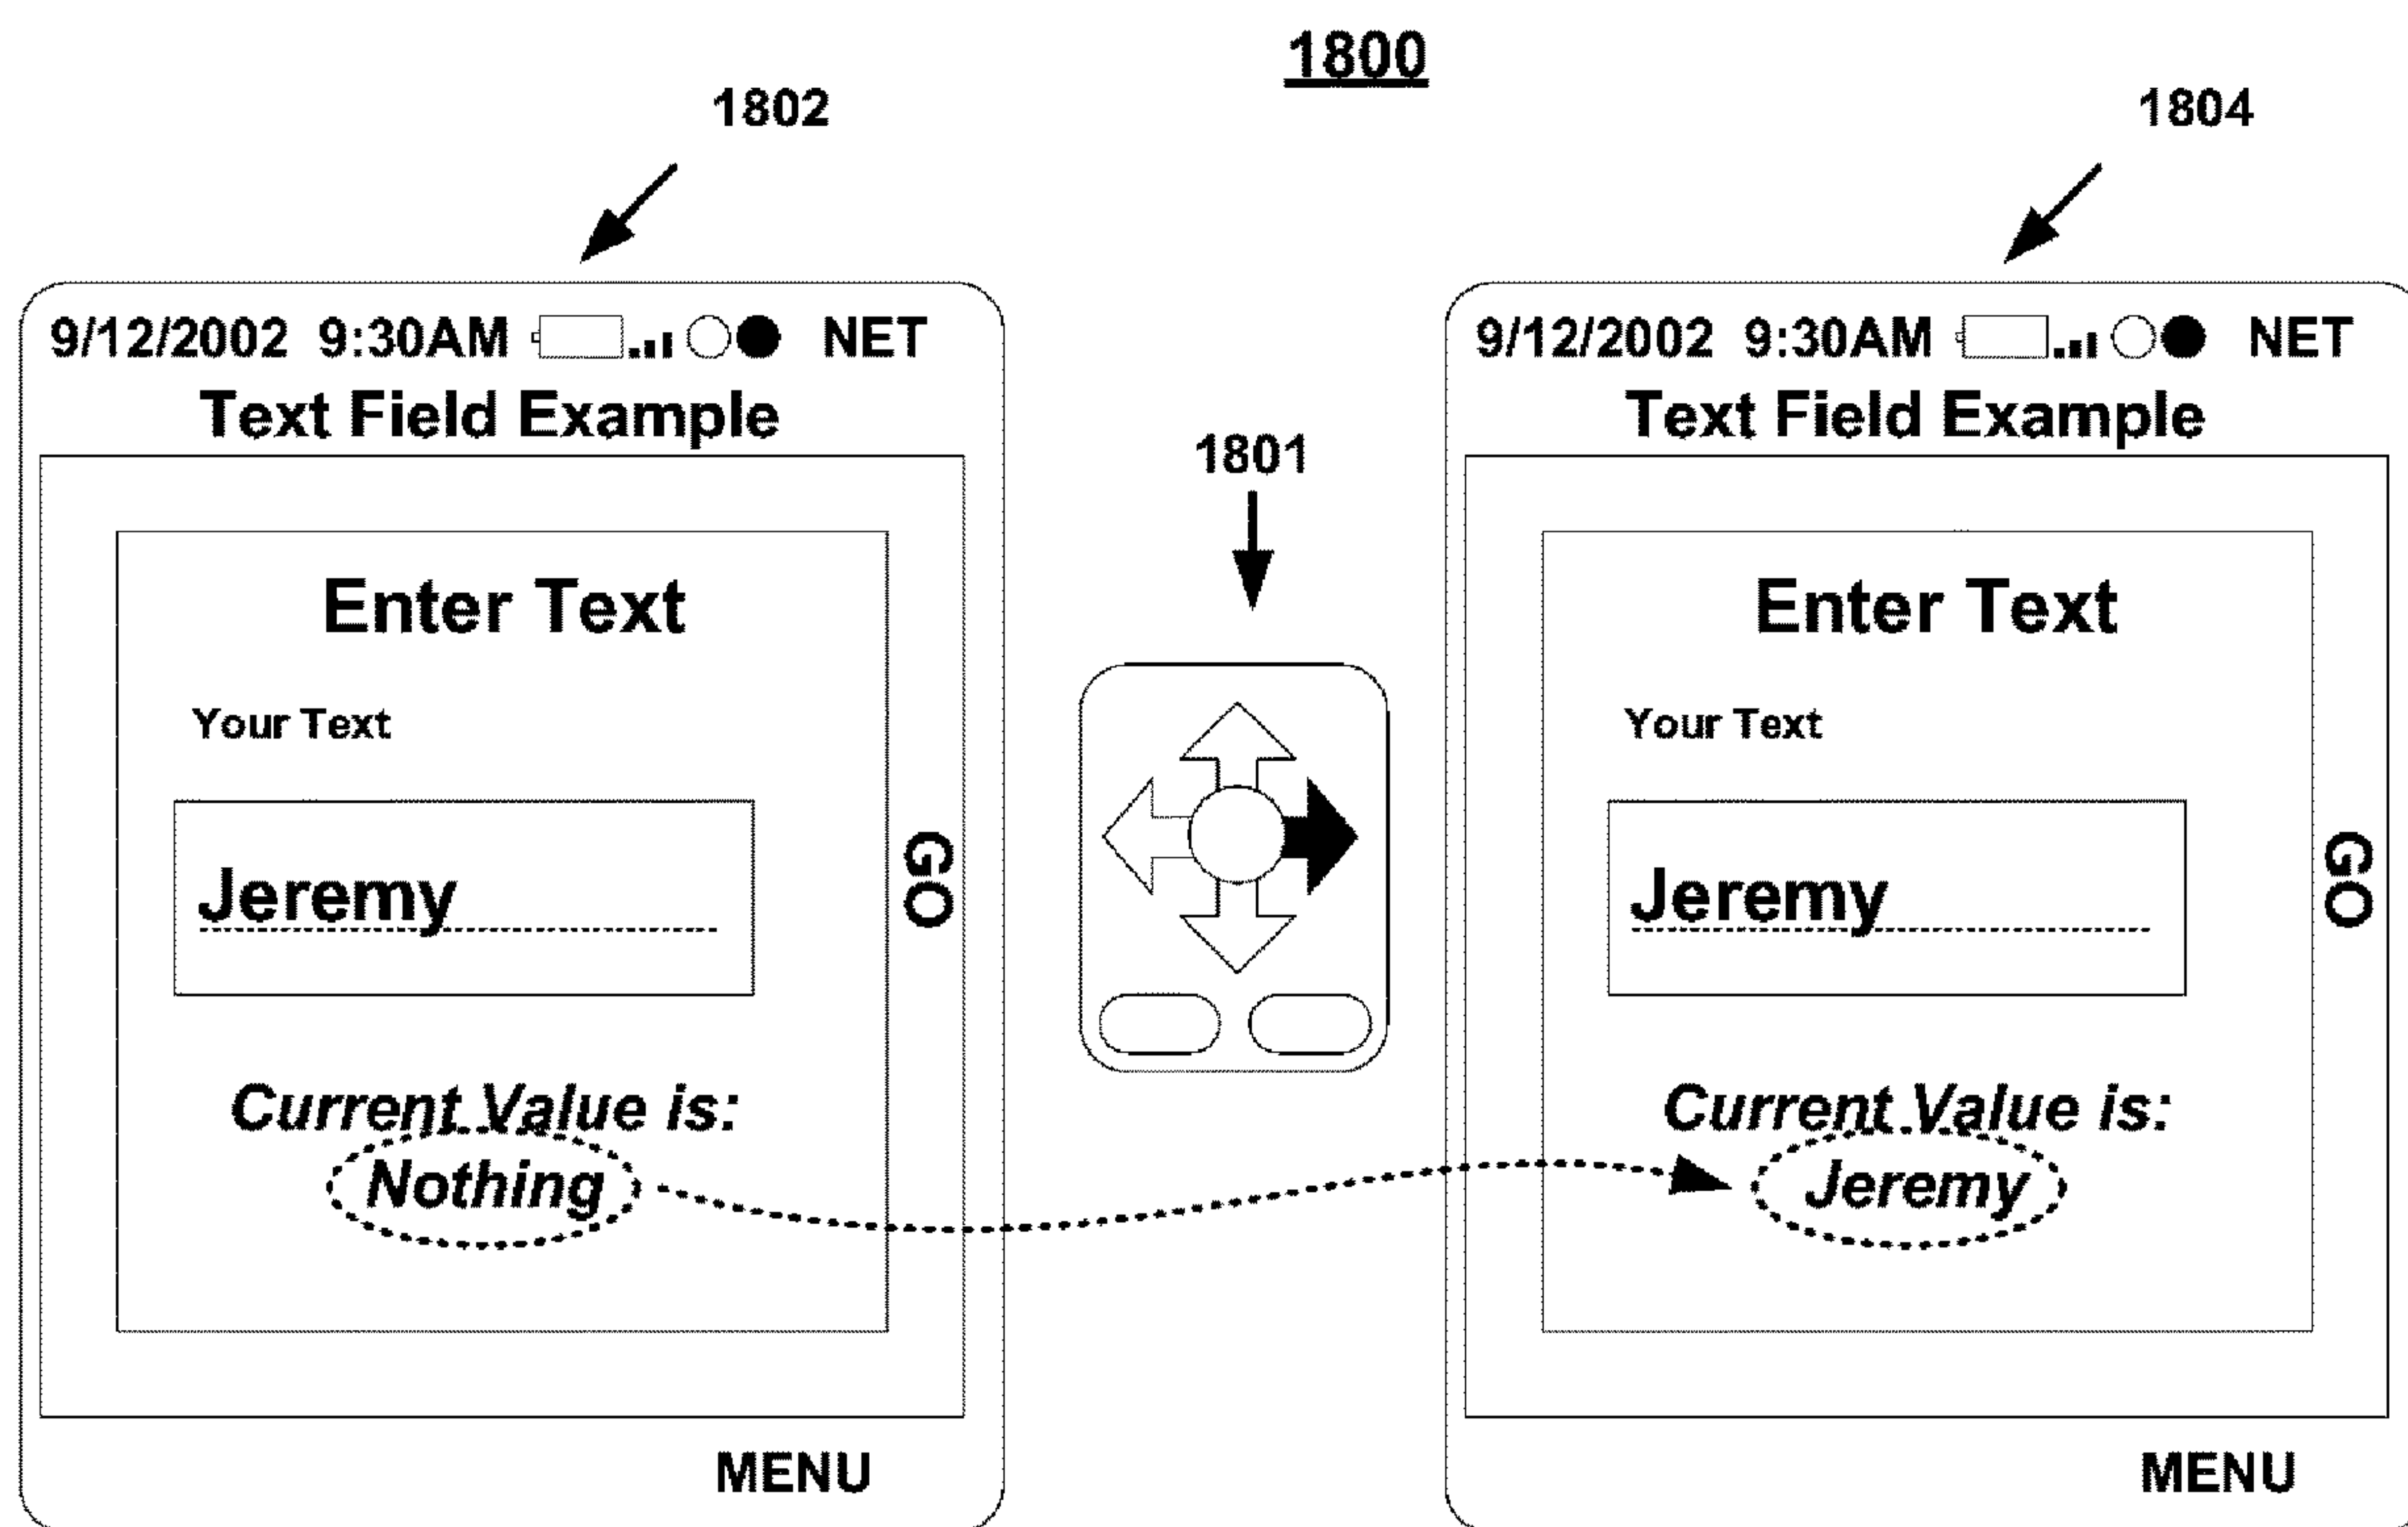 1800
1802
1804
9/12/2002 9:30AM NET
Text Field Example
Enter Text
Your Text
Jeremy
GO
Current Value is:
Nothing
MENU
1801
9/12/2002 9:30AM NET
Text Field Example
Enter Text
Your Text
Jeremy
GO
Current Value is:
Jeremy
MENU